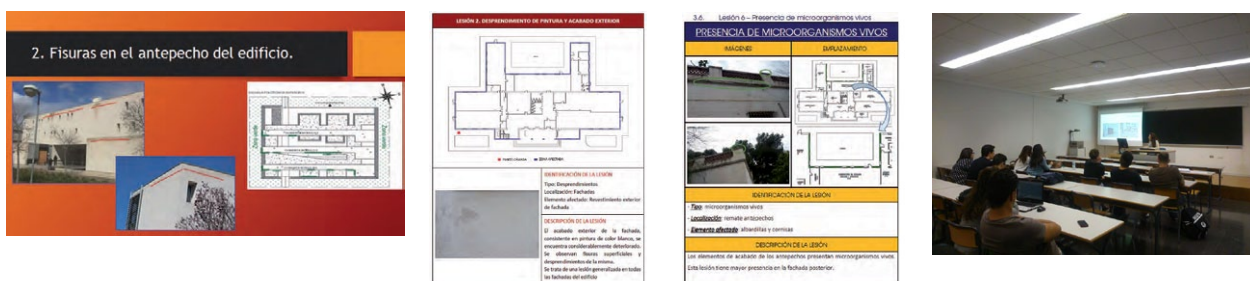 2. Fisuras en el antepecho del edificio.
LESIÓN 2. DESPRENDIMIENTO DE PINTURA Y ACABADO EXTERIOR
IDENTIFICACIÓN DE LA LESIÓN
Tipo: Desprendimientos
Localización: Fachadas
Elemento afectado: Revestimiento exterior
de fachada
DESCRIPCIÓN DE LA LESIÓN
El acabado exterior de la fachada,
consistente en pintura de color blanca, se
encuentra considerablemente deteriorado.
Se observan fisuras superficiales y
desprendimientos de la misma.
Se trata de una lesión generalizada en todas
las fachadas del edificio
3.6. Lesión 6 – Presencia de microorganismos vivos
PRESENCIA DE MICROORGANISMOS VIVOS
IMÁGENES
EMPLAZAMIENTO
IDENTIFICACIÓN DE LA LESIÓN
- Tipo: microorganismos vivos
- Localización: remate antepechos
- Elemento afectado: albardillas y cornisas
DESCRIPCIÓN DE LA LESIÓN
Los elementos de acabado de los antepechos presentan microorganismos vivos.
Esta lesión tiene mayor presencia en la fachada posterior.